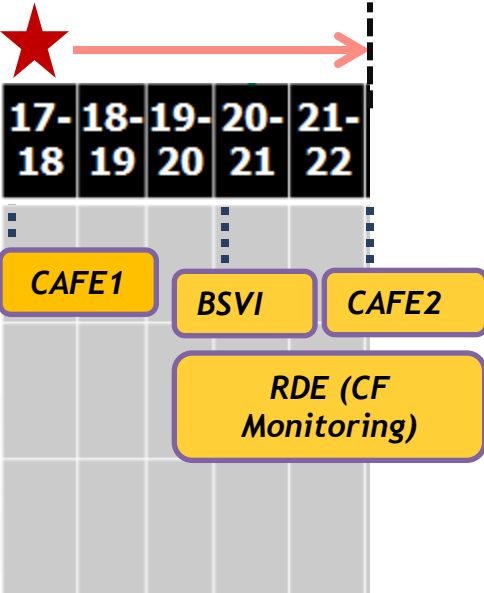 17- 18- 19- 20- 21-
18 19 20 21 22
CAFE1
BSVI CAFE2
RDE (CF
Monitoring)